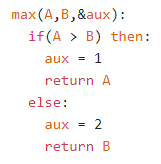 max(A,B,&aux):
if(A > B) then:
aux = 1
return A
else:
aux = 2
return B